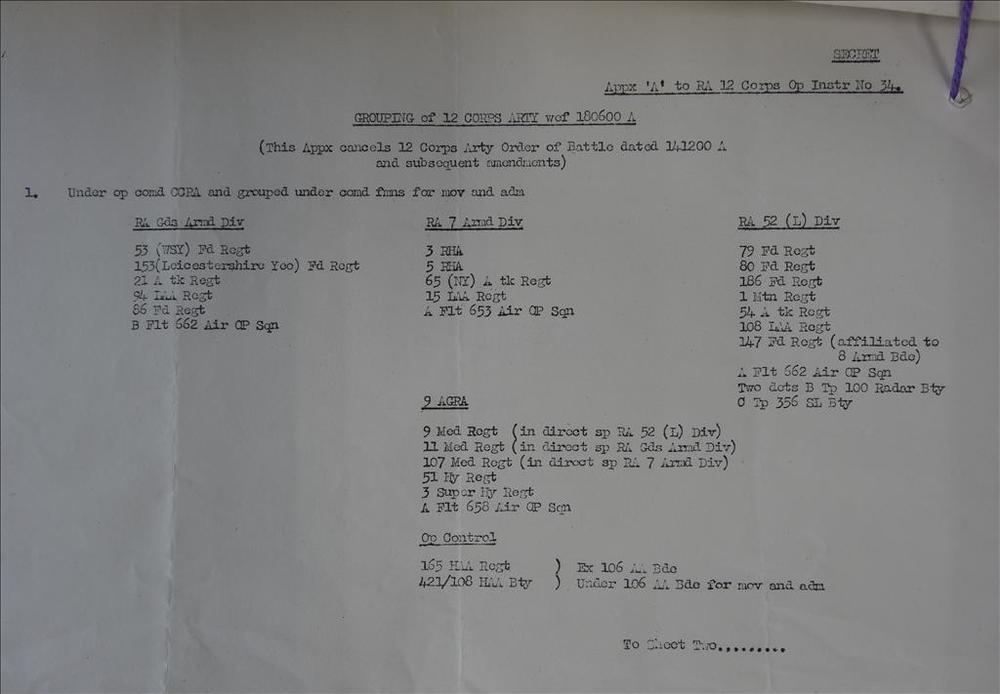 SECRET
Appx 'A' to RA 12 Corps Op Instr No 34.
GROUPING of 12 CORPS ARTY wef 180600 A
(This Appx cancels 12 Corps Arty Order of Battle dated 141200 A
and subsequent amendments)
1. Under op comd CCRA and grouped under comd fmns for mov and adm
RA Gds Armd Div
53 (WSY) Fd Regt
153(Leicestershire Yeo) Fd Regt
21 A tk Regt
94 LAA Regt
86 Fd Regt
B Flt 662 Air OP Sqn
RA 7 Armd Div
3 RHA
5 RHA
65 (NY) A tk Regt
15 LAA Regt
A Flt 653 Air OP Sqn
RA 52 (L) Div
79 Fd Regt
80 Fd Regt
186 Fd Regt
1 Mtn Regt
54 A tk Regt
108 LAA Regt
147 Fd Regt (affiliated to
8 Armd Bde)
A Flt 662 Air OP Sqn
Two dets B Tp 100 Radar Bty
C Tp 356 SL Bty
9 AGRA
9 Med Regt (in direct sp RA 52 (L) Div)
11 Med Regt (in direct sp RA Gds Armd Div)
107 Med Regt (in direct sp RA 7 Armd Div)
51 Hy Regt
3 Super Hy Regt
A Flt 658 Air OP Sqn
Op Control
165 HAA Regt ) Ex 106 AA Bde
421/108 HAA Bty ) Under 106 AA Bde for mov and adm
To Sheet Two.........